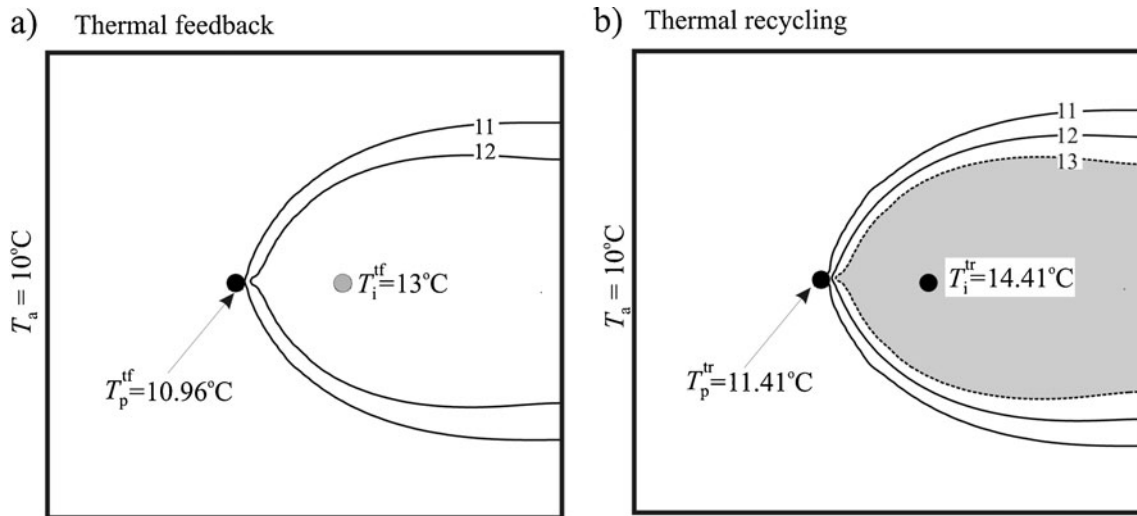 a) Thermal feedback
11
12
T_i^tf=13°C
T_a = 10°C
T_p^tf=10.96°C
b) Thermal recycling
11
12
13
T_i^tr=14.41°C
T_a = 10°C
T_p^tr=11.41°C